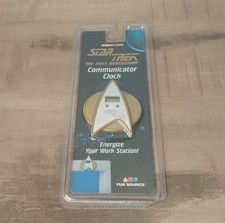 STAR TREK
THE NEXT GENERATION
Communicator
Clock
Energize
Your Work Station!
FUN SOURCE